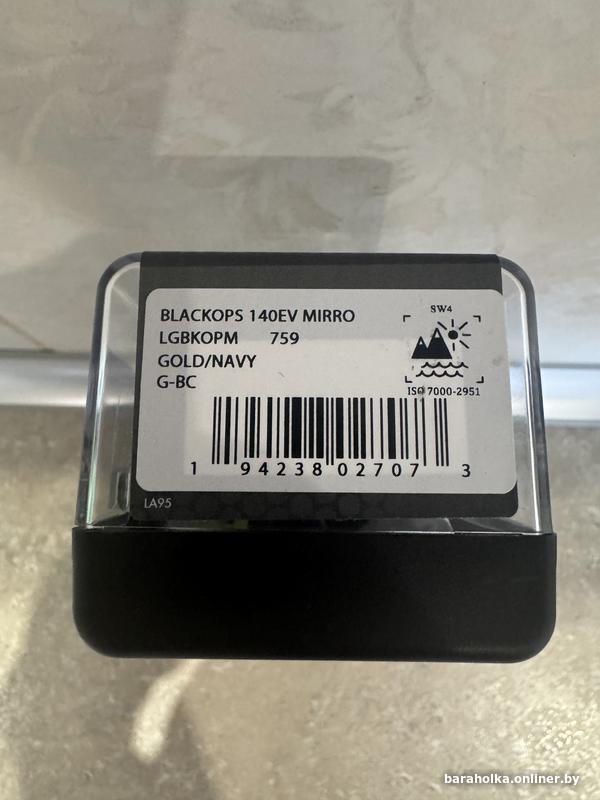 BLACKOPS 140EV MIRRO
LGBKOPM 759
GOLD/NAVY
G-BC
SW4
ISO 7000-2951
1 94238 02707 3
LA95
baraholka.onliner.by